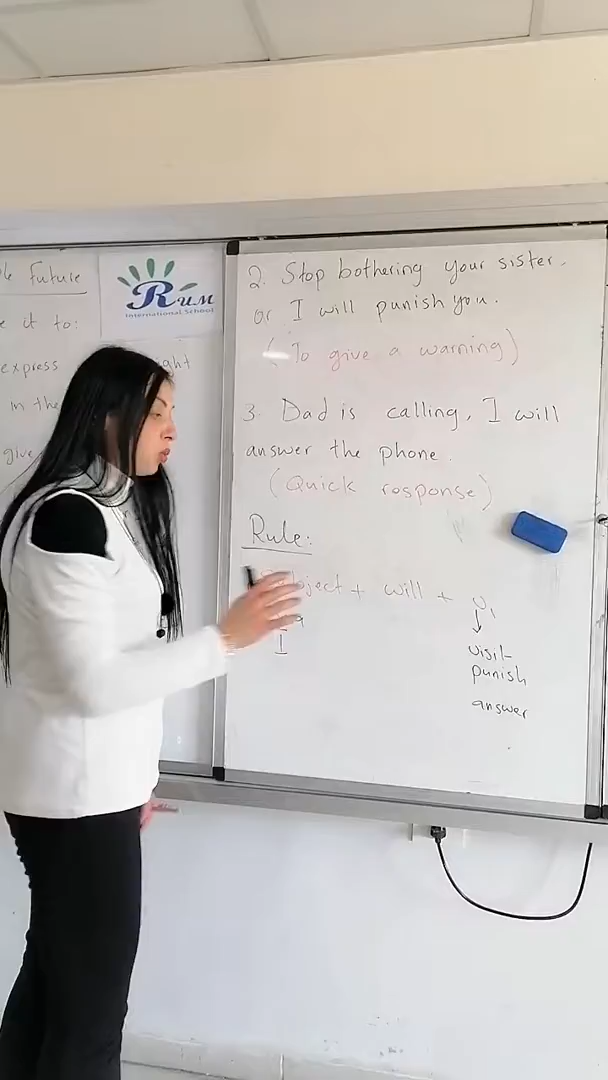 Future
it to:
express
in the
give
Rum
International School
2. Stop bothering your sister.
or I will punish you.
(To give a warning)
3. Dad is calling, I will
answer the phone.
(Quick response)
Rule:
+ will + v1
I
visit
punish
answer